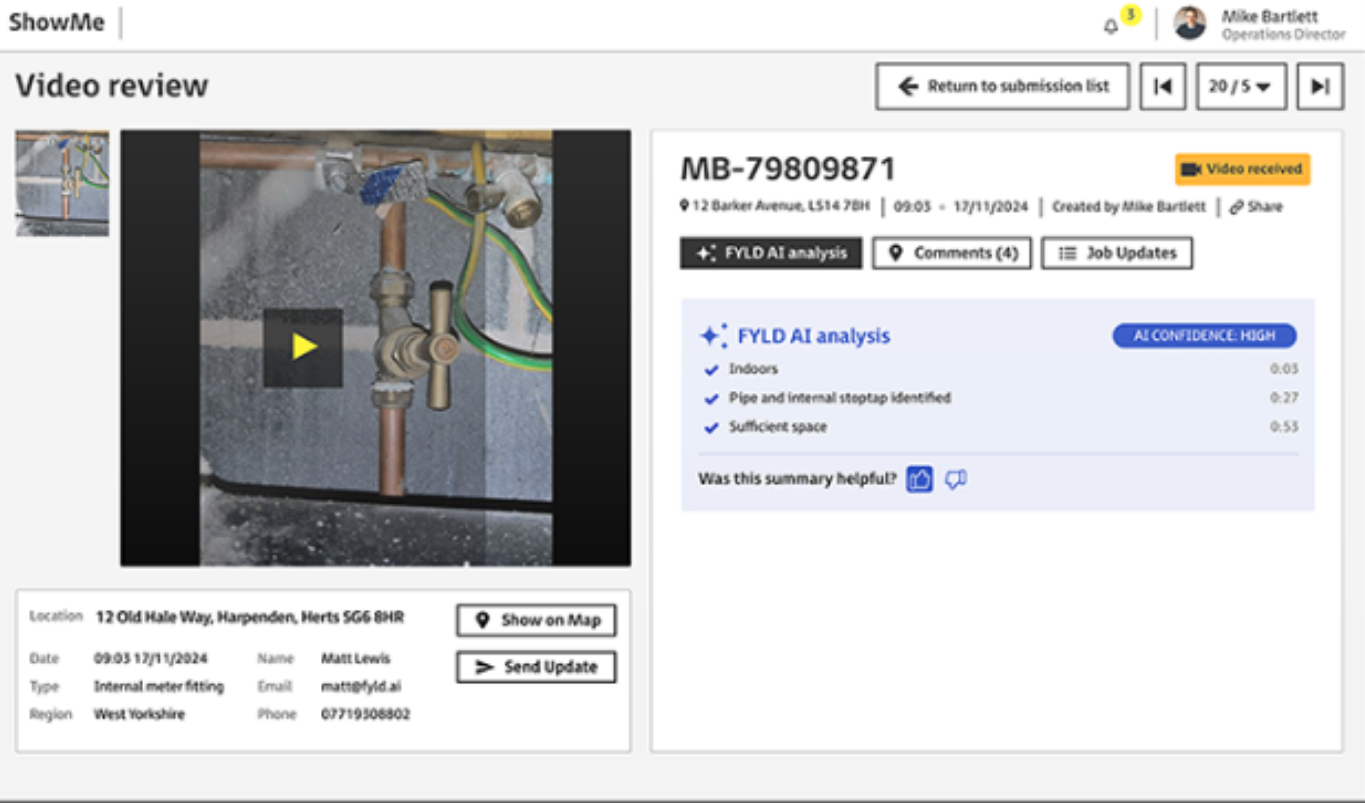 ShowMe
3
Mike Bartlett
Operations Director
Video review
Return to submission list
20 / 5
MB-79809871
Video received
12 Barker Avenue, LS14 7BH | 09:03 - 17/11/2024 | Created by Mike Bartlett | Share
FYLD AI analysis
Comments (4)
Job Updates
FYLD AI analysis
AI CONFIDENCE: HIGH
Indoors 0:03
Pipe and internal stoptap identified 0:27
Sufficient space 0:53
Was this summary helpful?
Location 12 Old Hale Way, Harpenden, Herts SG6 8HR
Show on Map
Date 09:03 17/11/2024 Name Matt Lewis
Send Update
Type Internal meter fitting Email matt@fyld.ai
Region West Yorkshire Phone 07719308802